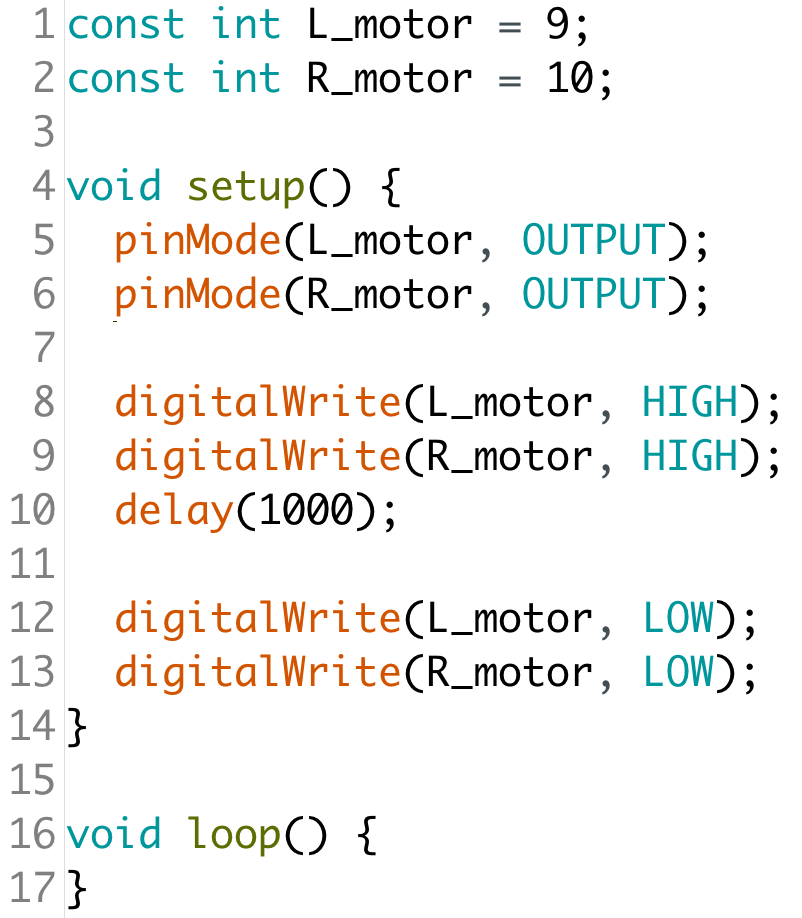 1 const int L_motor = 9;
2 const int R_motor = 10;
3
4 void setup() {
5   pinMode(L_motor, OUTPUT);
6   pinMode(R_motor, OUTPUT);
7
8   digitalWrite(L_motor, HIGH);
9   digitalWrite(R_motor, HIGH);
10   delay(1000);
11
12   digitalWrite(L_motor, LOW);
13   digitalWrite(R_motor, LOW);
14 }
15
16 void loop() {
17 }